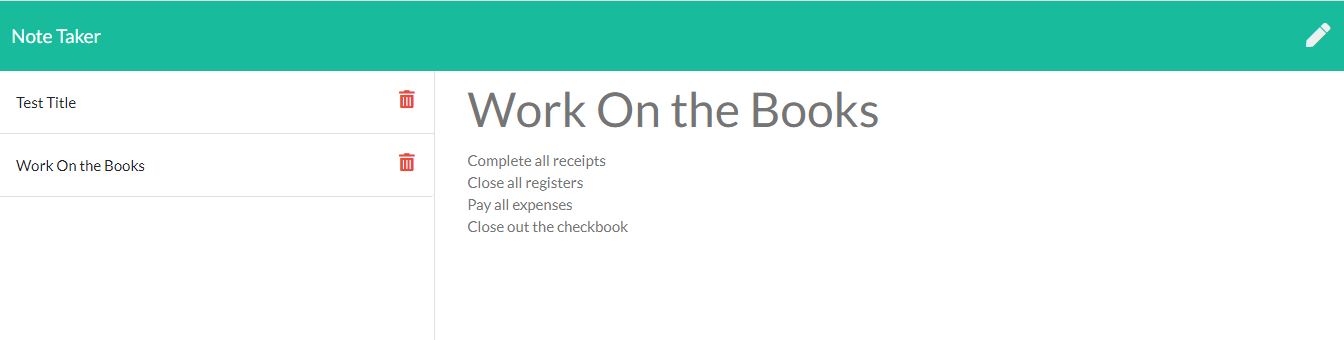 Note Taker
Test Title
Work On the Books
Work On the Books
Complete all receipts
Close all registers
Pay all expenses
Close out the checkbook